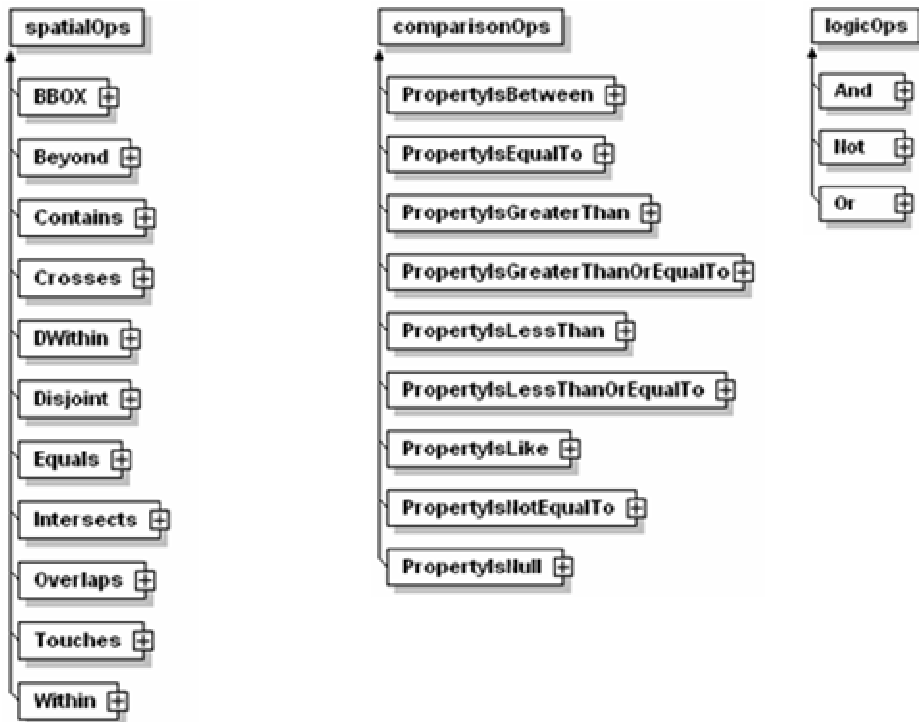 spatialOps
BBOX
Beyond
Contains
Crosses
DWithin
Disjoint
Equals
Intersects
Overlaps
Touches
Within
comparisonOps
PropertyIsBetween
PropertyIsEqualTo
PropertyIsGreaterThan
PropertyIsGreaterThanOrEqualTo
PropertyIsLessThan
PropertyIsLessThanOrEqualTo
PropertyIsLike
PropertyIsNotEqualTo
PropertyIsNull
logicOps
And
Not
Or